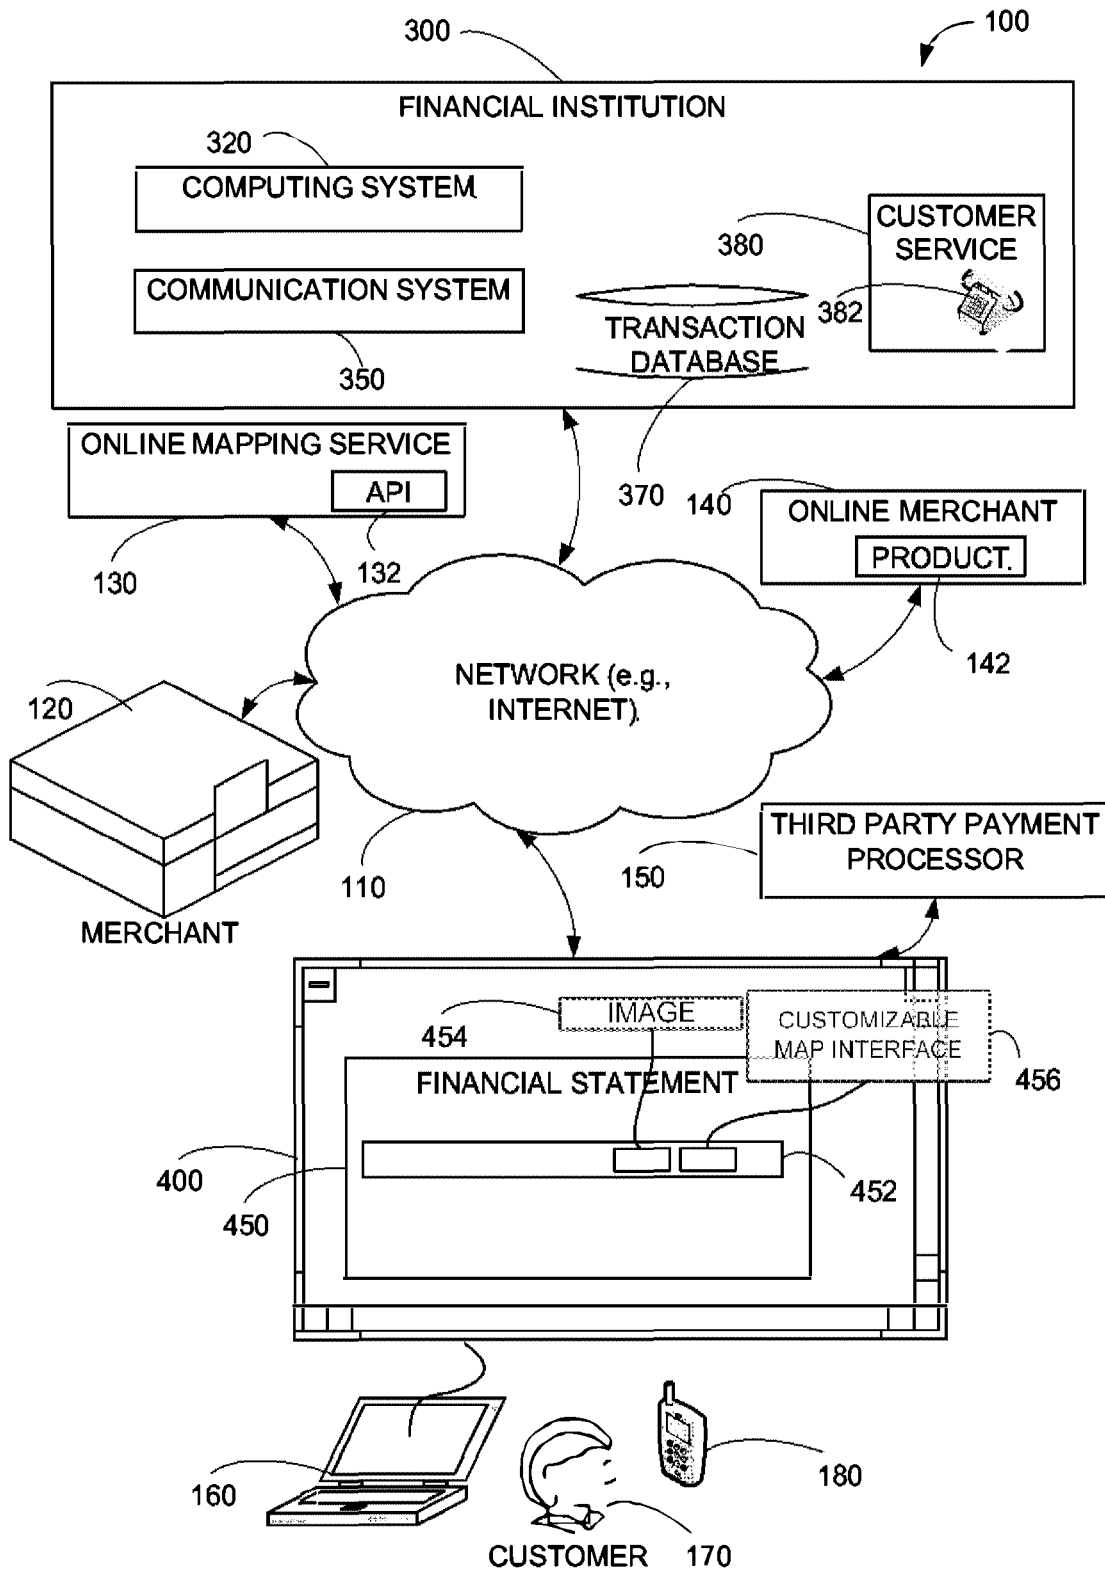 300
100
FINANCIAL INSTITUTION
320
COMPUTING SYSTEM
CUSTOMER
SERVICE
380
COMMUNICATION SYSTEM
382
TRANSACTION
DATABASE
350
ONLINE MAPPING SERVICE
API
370
140
ONLINE MERCHANT
PRODUCT
130
132
142
NETWORK (e.g.,
INTERNET)
120
THIRD PARTY PAYMENT
PROCESSOR
150
110
MERCHANT
IMAGE
454
CUSTOMIZABLE
MAP INTERFACE
456
FINANCIAL STATEMENT
400
452
450
160
180
CUSTOMER
170